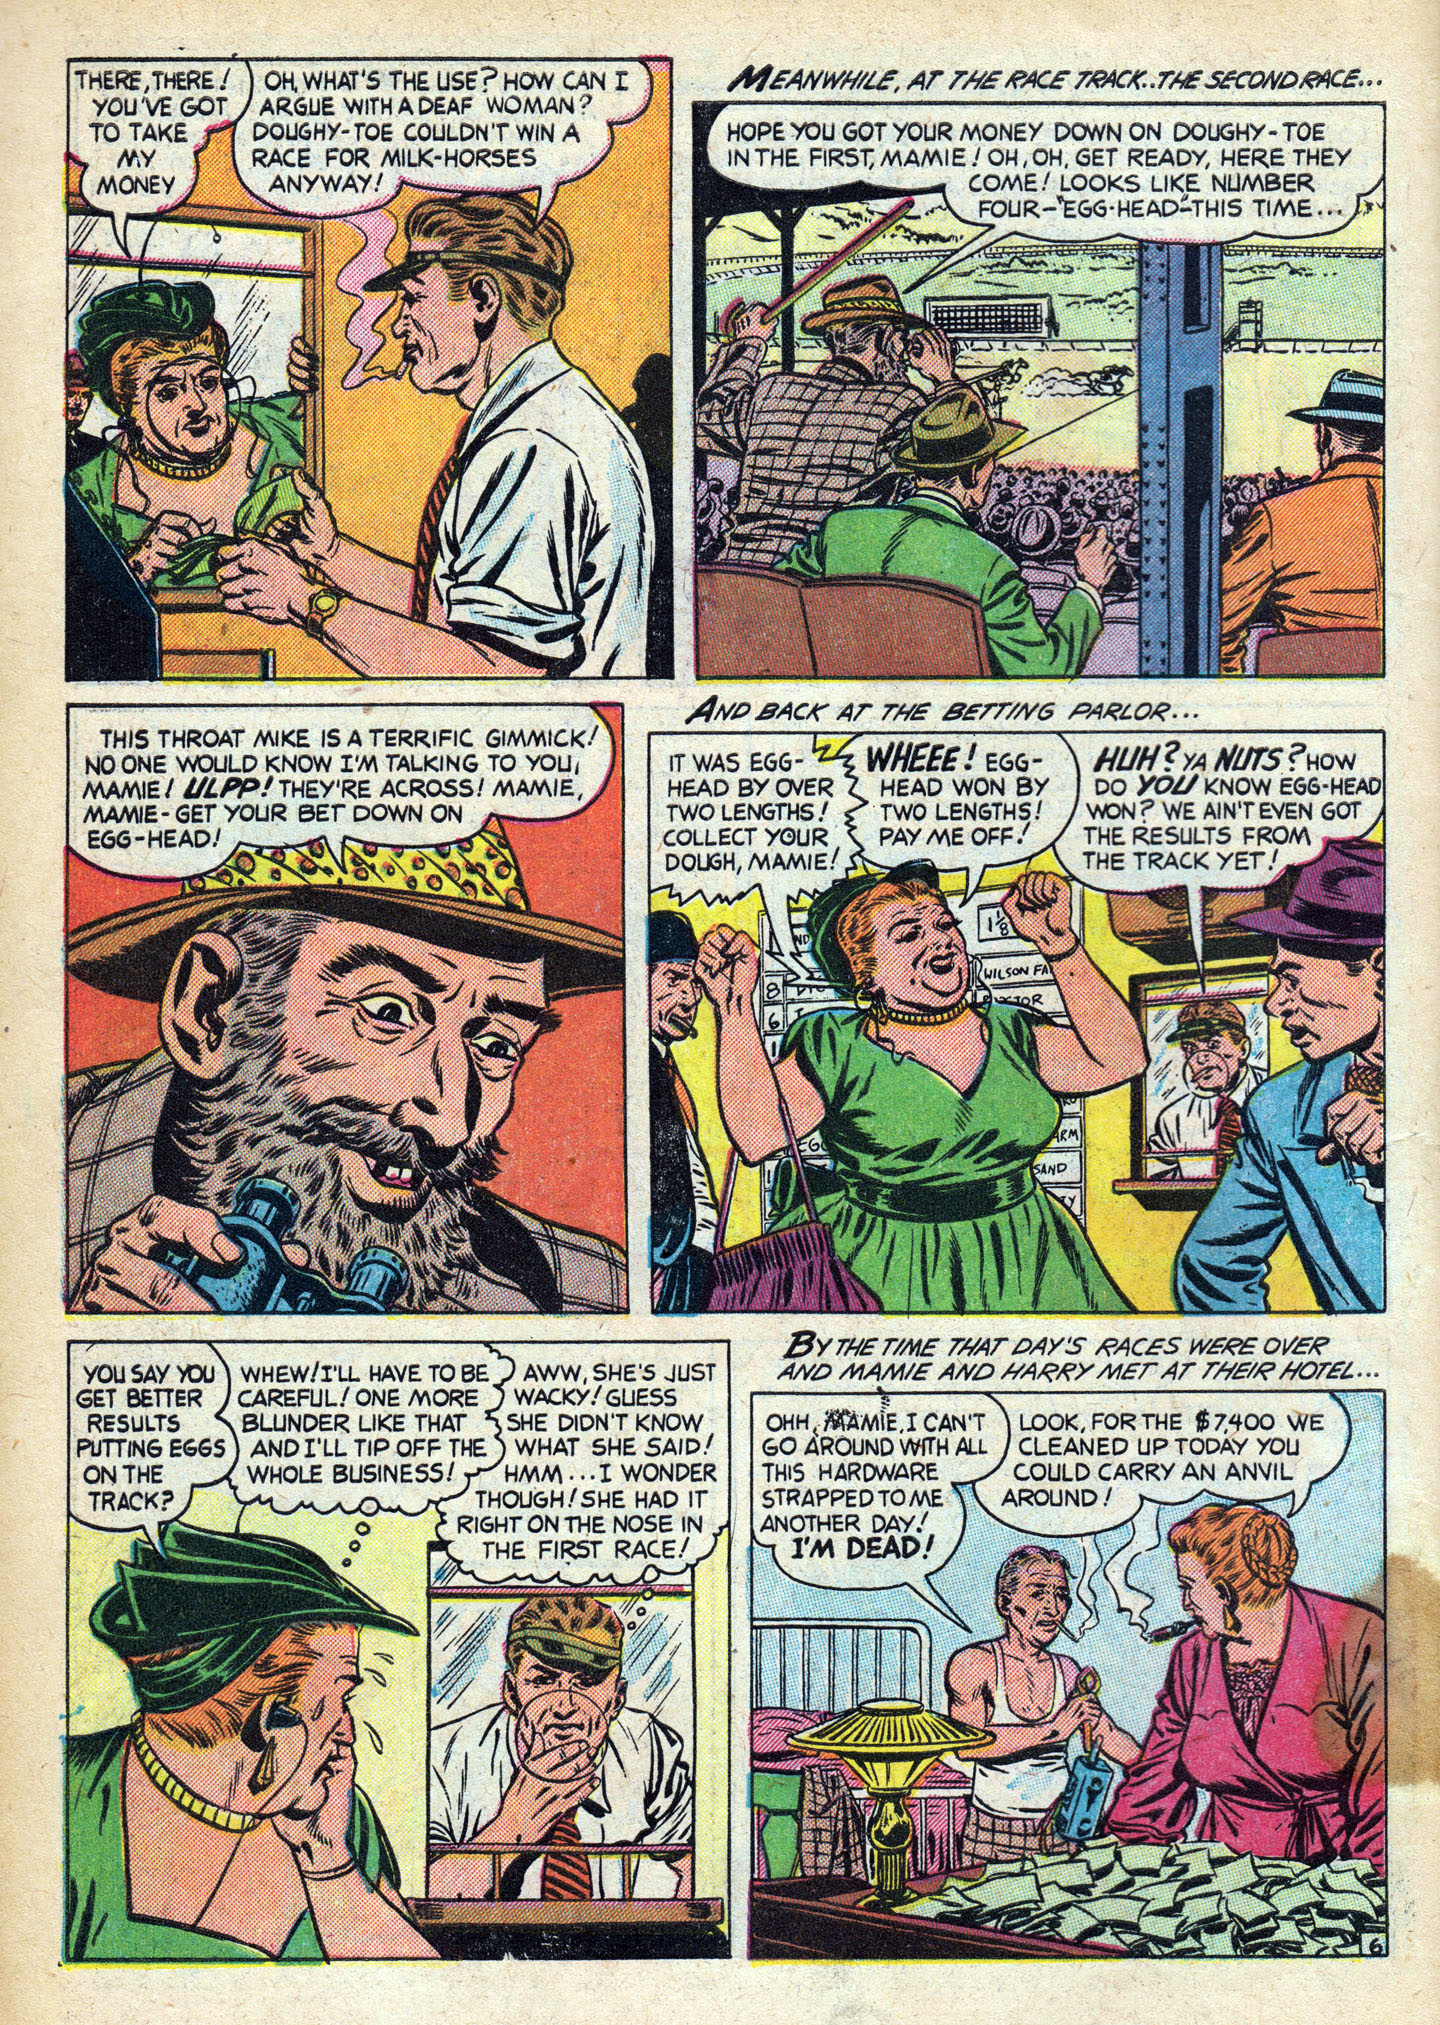 THERE, THERE!
YOU'VE GOT
TO TAKE
MY
MONEY
OH, WHAT'S THE USE? HOW CAN I
ARGUE WITH A DEAF WOMAN?
DOUGHY-TOE COULDN'T WIN A
RACE FOR MILK-HORSES
ANYWAY!
MEANWHILE, AT THE RACE TRACK..THE SECOND RACE...
HOPE YOU GOT YOUR MONEY DOWN ON DOUGHY-TOE
IN THE FIRST, MAMIE! OH, OH, GET READY, HERE THEY
COME! LOOKS LIKE NUMBER
FOUR-"EGG-HEAD"-THIS TIME...
THIS THROAT MIKE IS A TERRIFIC GIMMICK!
NO ONE WOULD KNOW I'M TALKING TO YOU,
MAMIE! ULPP! THEY'RE ACROSS! MAMIE,
MAMIE-GET YOUR BET DOWN ON
EGG-HEAD!
AND BACK AT THE BETTING PARLOR...
IT WAS EGG-
HEAD BY OVER
TWO LENGTHS!
COLLECT YOUR
DOUGH, MAMIE!
WHEEE! EGG-
HEAD WON BY
TWO LENGTHS!
PAY ME OFF!
HUH? YA NUTS? HOW
DO YOU KNOW EGG-HEAD
WON? WE AIN'T EVEN GOT
THE RESULTS FROM
THE TRACK YET!
1 1/8
WILSON FA
8
6
ARM
SAND
TY
YOU SAY YOU
GET BETTER
RESULTS
PUTTING EGGS
ON THE
TRACK?
WHEW! I'LL HAVE TO BE
CAREFUL! ONE MORE
BLUNDER LIKE THAT
AND I'LL TIP OFF THE
WHOLE BUSINESS!
AWW, SHE'S JUST
WACKY! GUESS
SHE DIDN'T KNOW
WHAT SHE SAID!
HMM...I WONDER
THOUGH! SHE HAD IT
RIGHT ON THE NOSE IN
THE FIRST RACE!
BY THE TIME THAT DAY'S RACES WERE OVER
AND MAMIE AND HARRY MET AT THEIR HOTEL...
OHH, MAMIE, I CAN'T
GO AROUND WITH ALL
THIS HARDWARE
STRAPPED TO ME
ANOTHER DAY!
I'M DEAD!
LOOK, FOR THE $7,400 WE
CLEANED UP TODAY YOU
COULD CARRY AN ANVIL
AROUND!
6